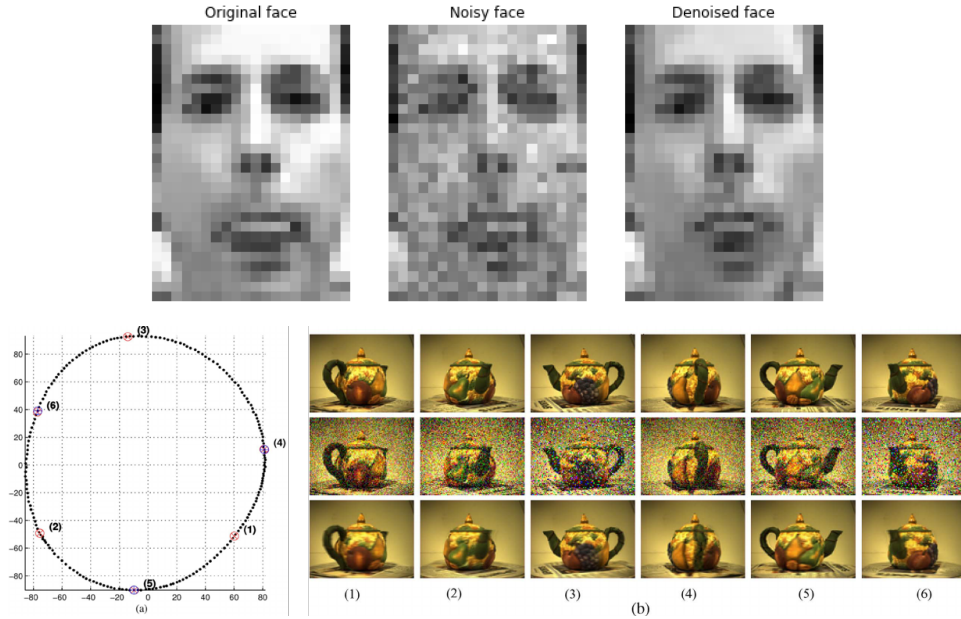 Original face
Noisy face
Denoised face
(3)
80
60
(6)
40
20
(4)
0
-20
-40
(2)
(1)
-60
-80
(5)
-80 -60 -40 -20 0 20 40 60 80
(a)
(1) (2) (3) (4) (5) (6)
(b)